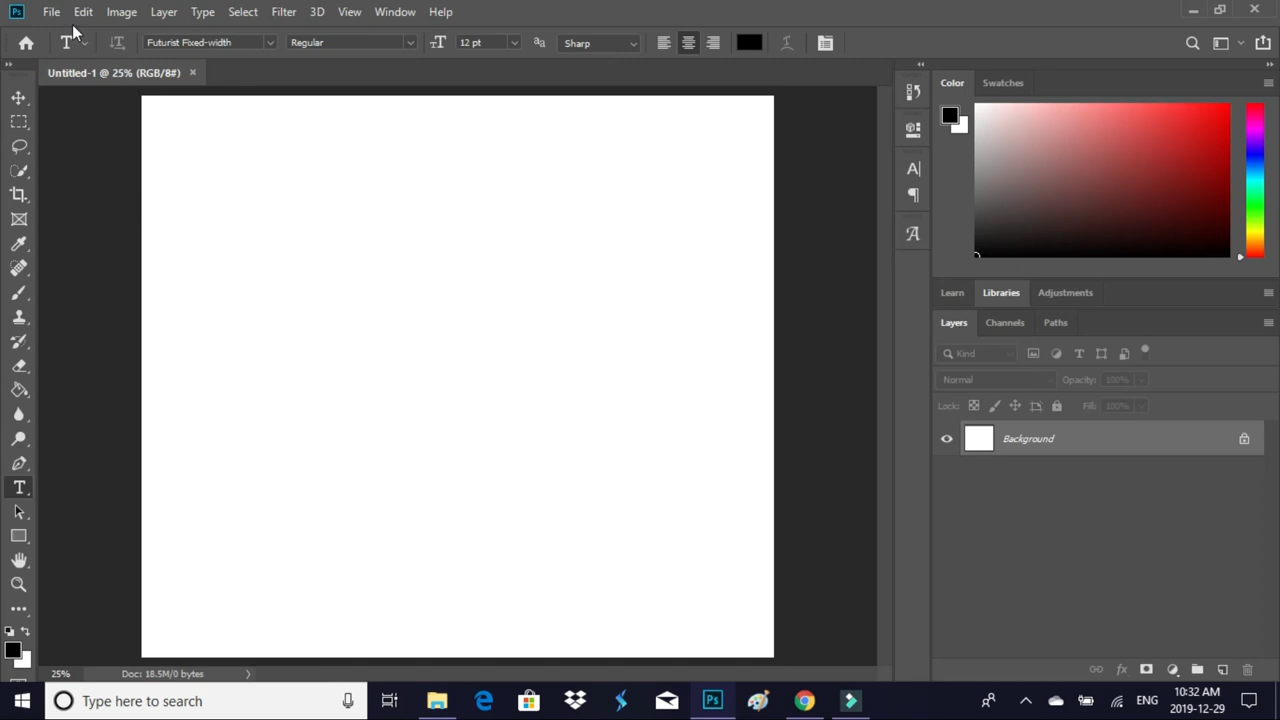 Ps File Edit Image Layer Type Select Filter 3D View Window Help
T Futurist Fixed-width Regular 12 pt Sharp
Untitled-1 @ 25% (RGB/8#) ×
Color Swatches
Learn Libraries Adjustments
Layers Channels Paths
Kind
Normal Opacity: 100%
Lock: Fill: 100%
Background
25% Doc: 18.5M/0 bytes
Type here to search
Ps
ENG
10:32 AM
2019-12-29